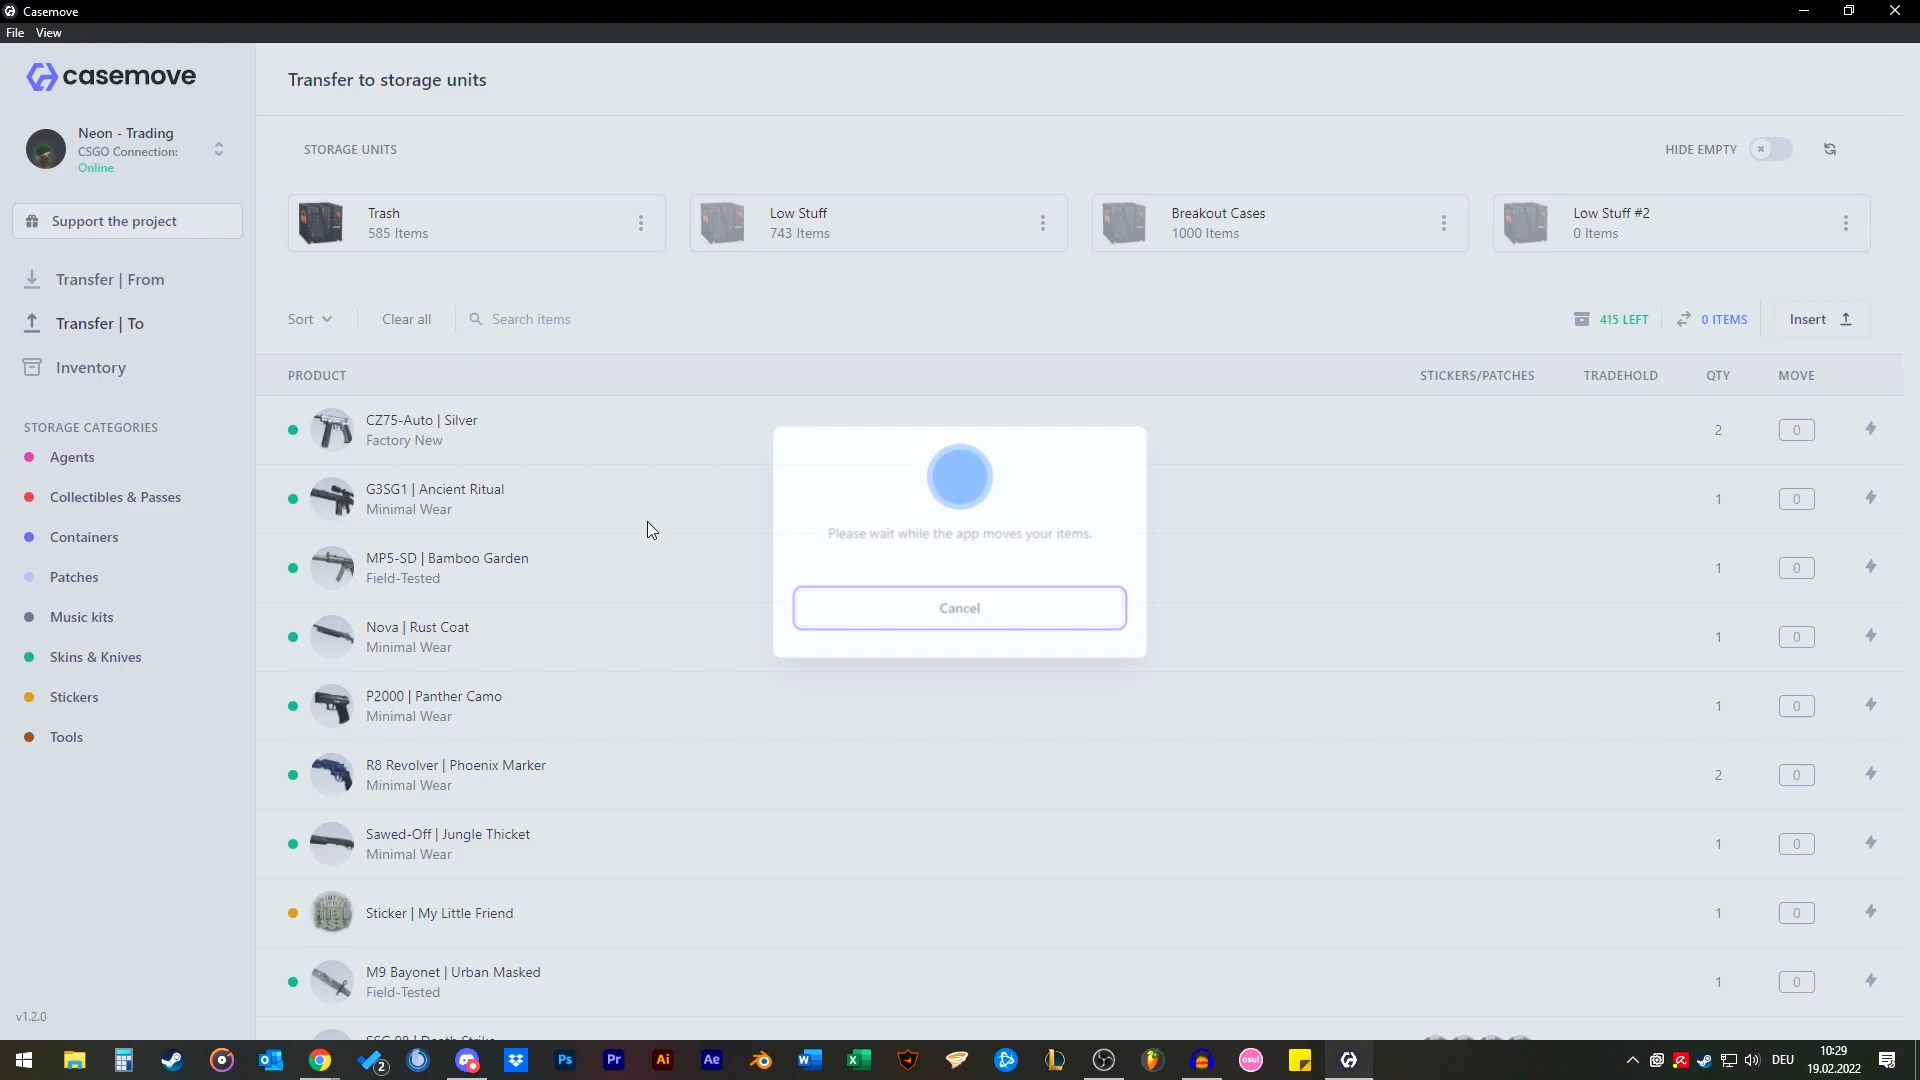 Casemove
File View
casemove
Neon - Trading
CSGO Connection:
Online
Support the project
Transfer | From
Transfer | To
Inventory
STORAGE CATEGORIES
Agents
Collectibles & Passes
Containers
Patches
Music kits
Skins & Knives
Stickers
Tools
v1.2.0
Transfer to storage units
STORAGE UNITS
HIDE EMPTY
Trash
585 Items
Low Stuff
743 Items
Breakout Cases
1000 Items
Low Stuff #2
0 Items
Sort
Clear all
Search items
415 LEFT
0 ITEMS
Insert
PRODUCT STICKERS/PATCHES TRADEHOLD QTY MOVE
CZ75-Auto | Silver
Factory New
2 0
G3SG1 | Ancient Ritual
Minimal Wear
1 0
MP5-SD | Bamboo Garden
Field-Tested
1 0
Nova | Rust Coat
Minimal Wear
1 0
P2000 | Panther Camo
Minimal Wear
1 0
R8 Revolver | Phoenix Marker
Minimal Wear
2 0
Sawed-Off | Jungle Thicket
Minimal Wear
1 0
Sticker | My Little Friend
1 0
M9 Bayonet | Urban Masked
Field-Tested
1 0
Please wait while the app moves your items.
Cancel
2
Ps
Pr
Ai
Ae
osu!
DEU
10:29
19.02.2022